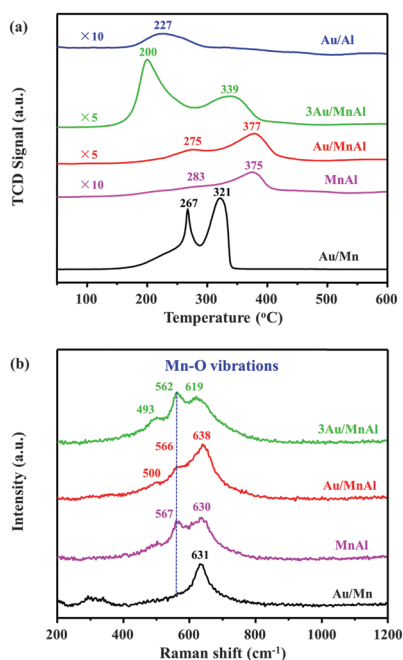 (a)
×10
227
Au/Al
200
×5
339
3Au/MnAl
×5
275
377
Au/MnAl
×10
283
375
MnAl
267
321
Au/Mn
TCD Signal (a.u.)
100 200 300 400 500 600
Temperature (°C)
(b)
Mn-O vibrations
493 562 619
3Au/MnAl
500 566 638
Au/MnAl
567 630
MnAl
631
Au/Mn
Intensity (a.u.)
200 400 600 800 1000 1200
Raman shift (cm⁻¹)